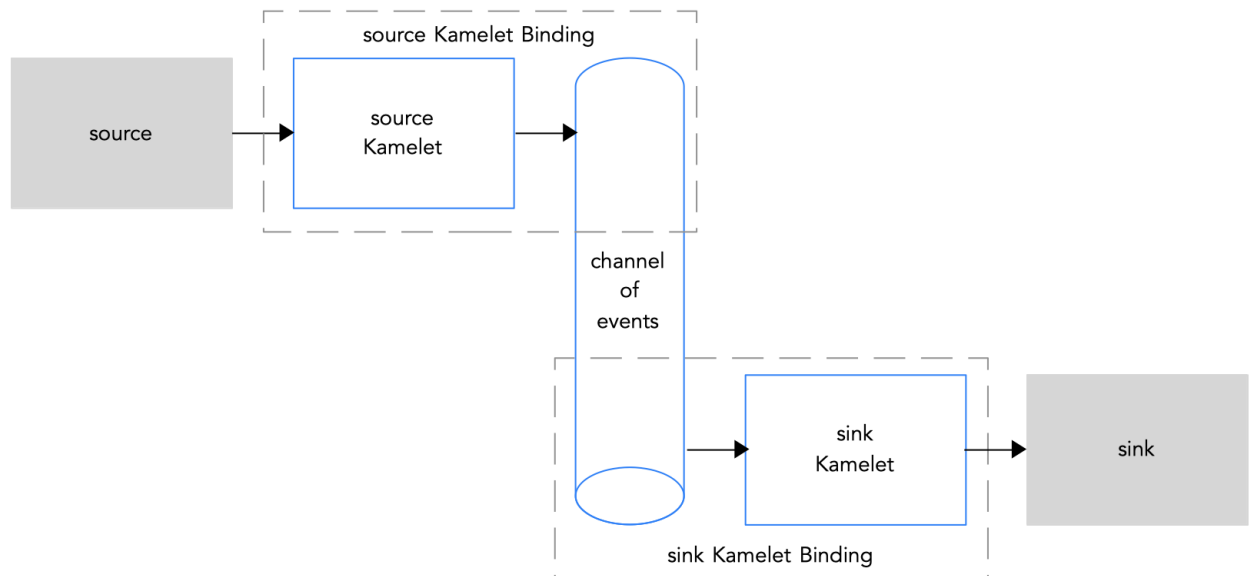 source Kamelet Binding
source
source
Kamelet
channel
of
events
sink
Kamelet
sink
sink Kamelet Binding